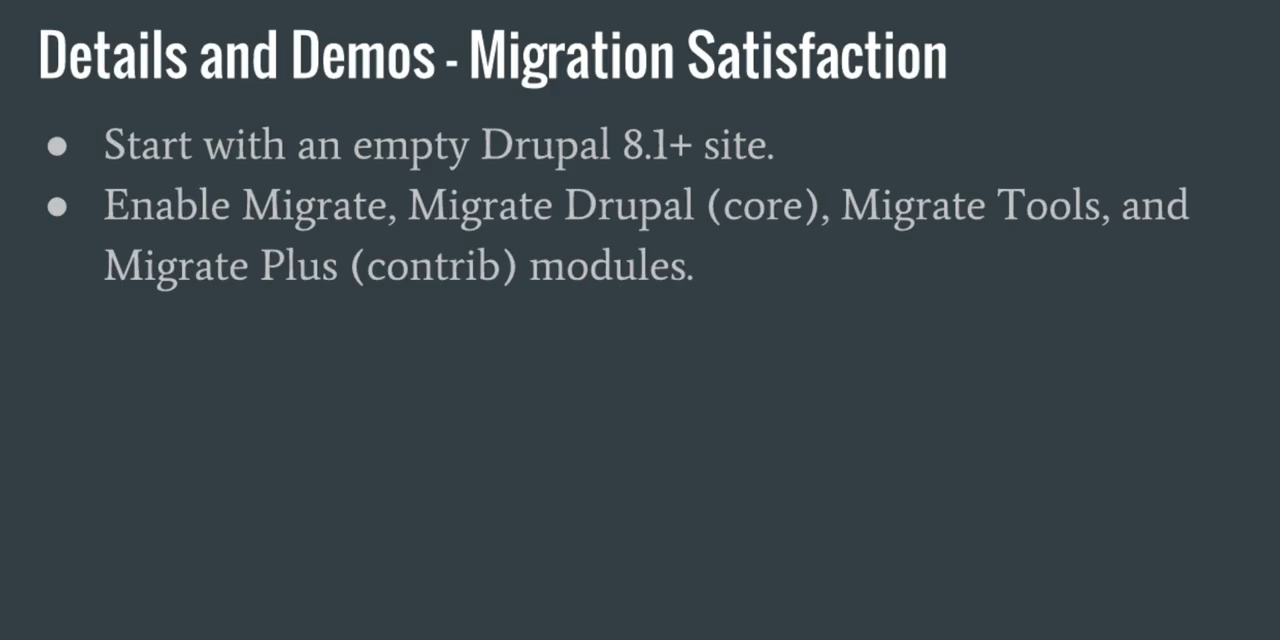 Details and Demos - Migration Satisfaction
● Start with an empty Drupal 8.1+ site.
● Enable Migrate, Migrate Drupal (core), Migrate Tools, and
Migrate Plus (contrib) modules.